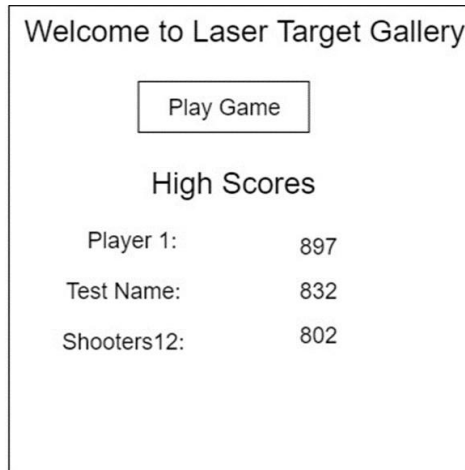 Welcome to Laser Target Gallery
Play Game
High Scores
Player 1: 897
Test Name: 832
Shooters12: 802